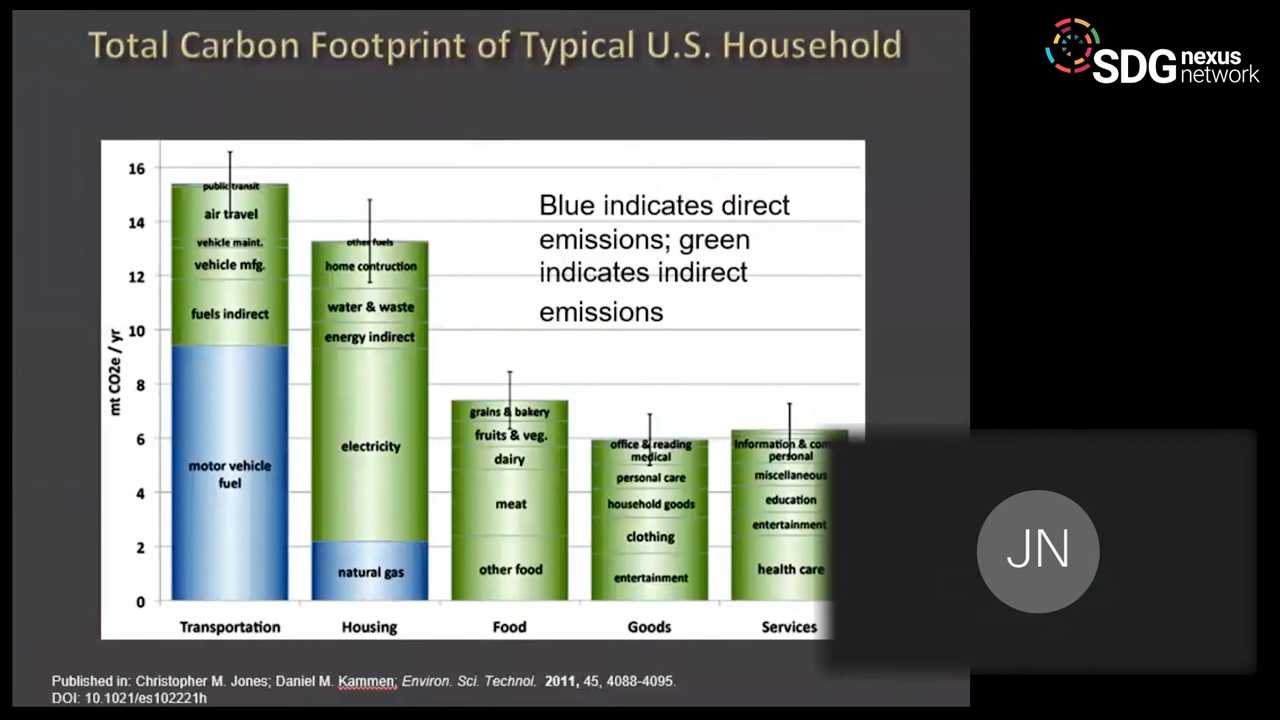 Total Carbon Footprint of Typical U.S. Household
SDG nexus
network
mt CO2e / yr
16
14
12
10
8
6
4
2
0
public transit
air travel
vehicle maint.
vehicle mfg.
fuels indirect
motor vehicle
fuel
Transportation
other fuels
home contruction
water & waste
energy indirect
electricity
natural gas
Housing
grains & bakery
fruits & veg.
dairy
meat
other food
Food
office & reading
medical
personal care
household goods
clothing
entertainment
Goods
Information &
personal
miscellaneous
education
entertainment
health care
Services
Blue indicates direct
emissions; green
indicates indirect
emissions
JN
Published in: Christopher M. Jones; Daniel M. Kammen; Environ. Sci. Technol. 2011, 45, 4088-4095.
DOI: 10.1021/es102221h